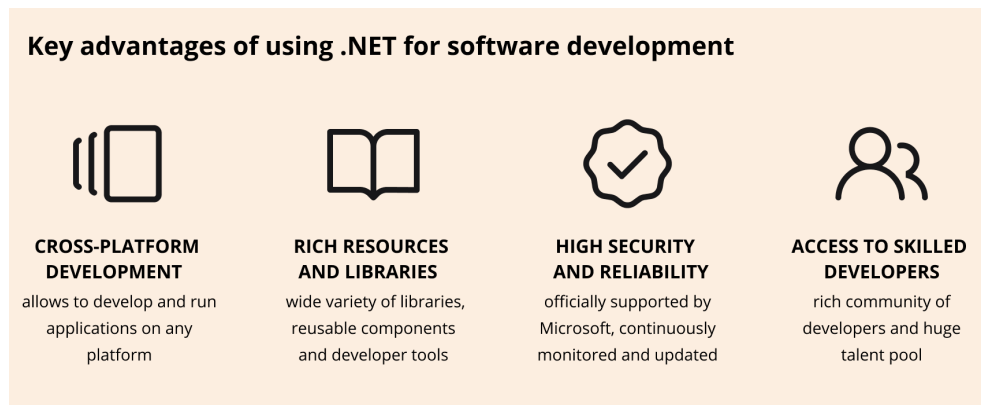 Key advantages of using .NET for software development
CROSS-PLATFORM
DEVELOPMENT
allows to develop and run
applications on any
platform
RICH RESOURCES
AND LIBRARIES
wide variety of libraries,
reusable components
and developer tools
HIGH SECURITY
AND RELIABILITY
officially supported by
Microsoft, continuously
monitored and updated
ACCESS TO SKILLED
DEVELOPERS
rich community of
developers and huge
talent pool